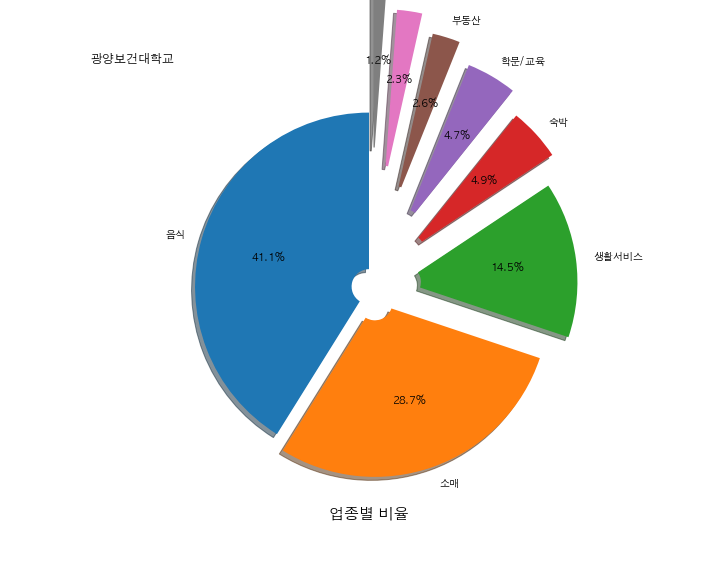 부동산
광양보건대학교
1.2%
학문/교육
2.3%
2.6%
숙박
4.7%
4.9%
음식
41.1%
생활서비스
14.5%
28.7%
소매
업종별 비율